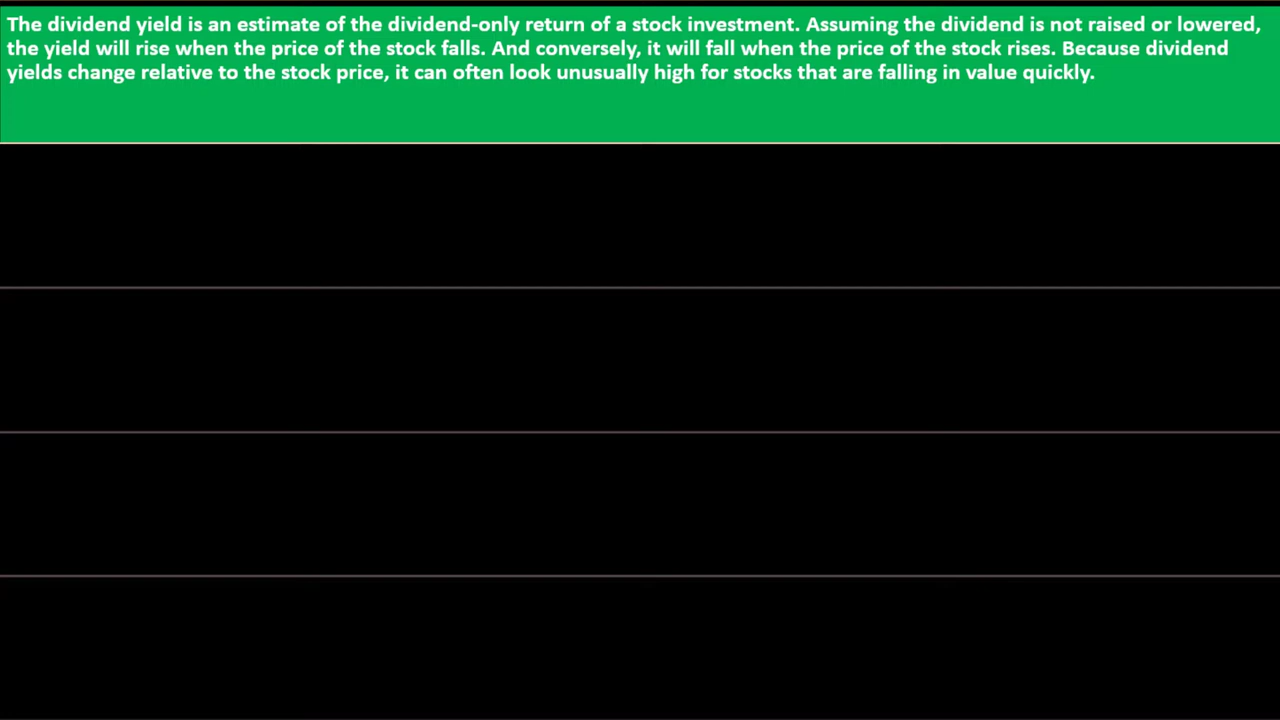 The dividend yield is an estimate of the dividend-only return of a stock investment. Assuming the dividend is not raised or lowered,
the yield will rise when the price of the stock falls. And conversely, it will fall when the price of the stock rises. Because dividend
yields change relative to the stock price, it can often look unusually high for stocks that are falling in value quickly.